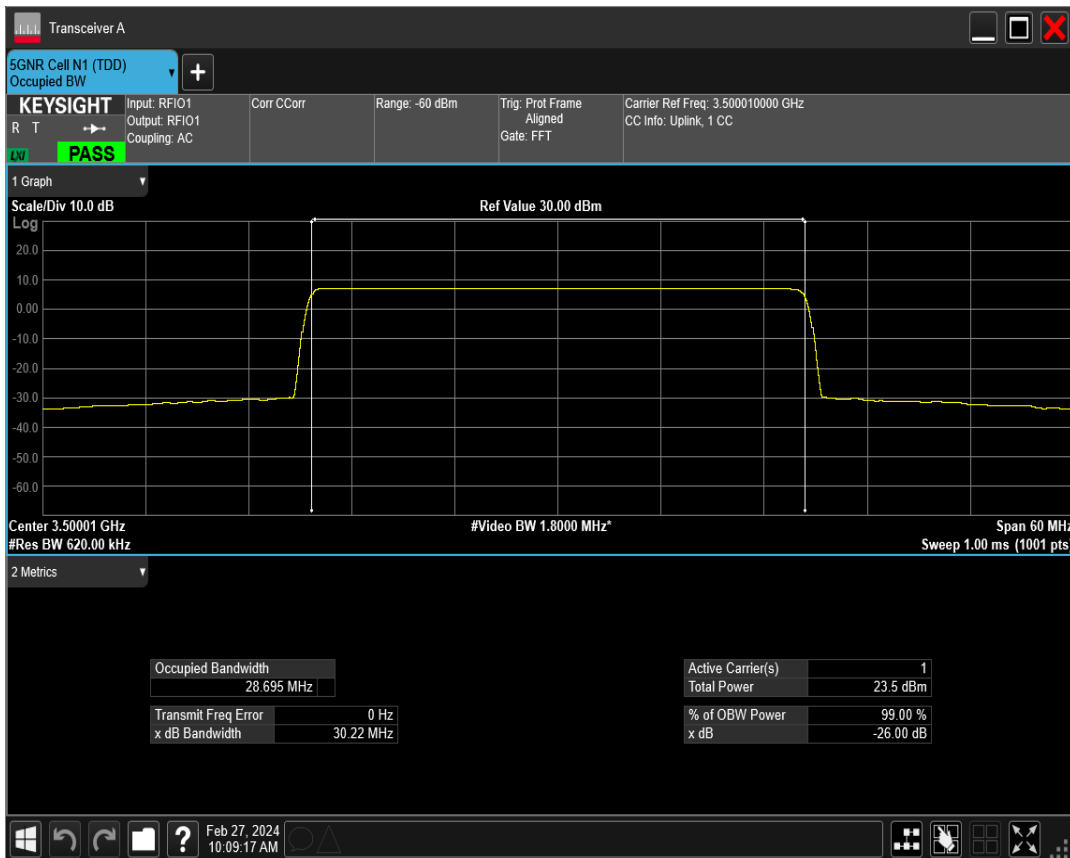 Transceiver A
5GNR Cell N1 (TDD)
Occupied BW
KEYSIGHT
R T
LXI
PASS
Input: RFIO1
Output: RFIO1
Coupling: AC
Corr CCorr
Range: -60 dBm
Trig: Prot Frame
Aligned
Gate: FFT
Carrier Ref Freq: 3.500010000 GHz
CC Info: Uplink, 1 CC
1 Graph
Scale/Div 10.0 dB
Ref Value 30.00 dBm
Log
20.0
10.0
0.00
-10.0
-20.0
-30.0
-40.0
-50.0
-60.0
Center 3.50001 GHz
#Video BW 1.8000 MHz*
Span 60 MHz
#Res BW 620.00 kHz
Sweep 1.00 ms (1001 pts)
2 Metrics
Occupied Bandwidth
28.695 MHz
Transmit Freq Error 0 Hz
x dB Bandwidth 30.22 MHz
Active Carrier(s) 1
Total Power 23.5 dBm
% of OBW Power 99.00 %
x dB -26.00 dB
?
Feb 27, 2024
10:09:17 AM